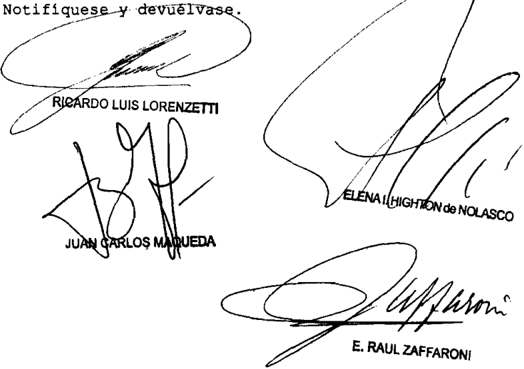 Notifíquese y devuélvase.
RICARDO LUIS LORENZETTI
ELENA I. HIGHTON de NOLASCO
JUAN CARLOS MAQUEDA
Zaffaroni
E. RAUL ZAFFARONI